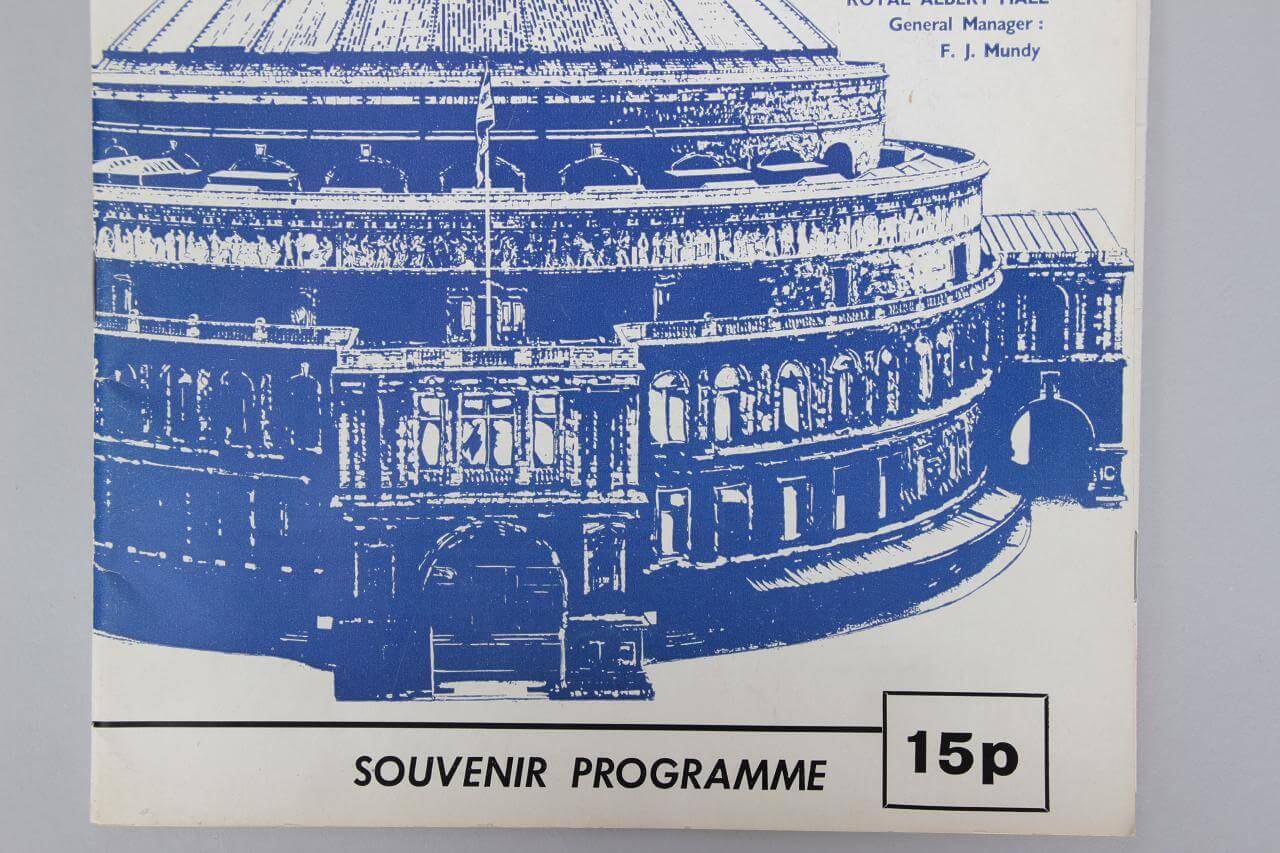 ROYAL ALBERT HALL
General Manager :
F. J. Mundy
SOUVENIR PROGRAMME
15p